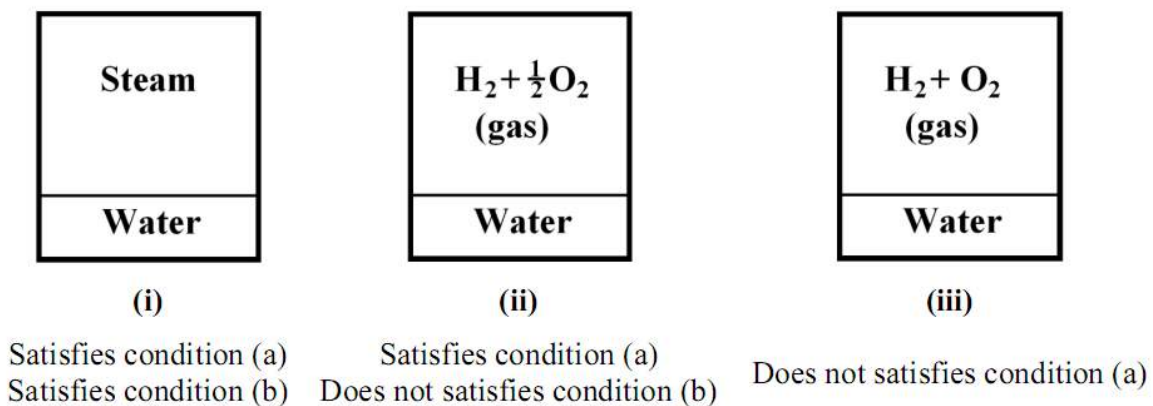 Steam
Water
(i)
Satisfies condition (a)
Satisfies condition (b)
H₂+ ½O₂
(gas)
Water
(ii)
Satisfies condition (a)
Does not satisfies condition (b)
H₂+ O₂
(gas)
Water
(iii)
Does not satisfies condition (a)